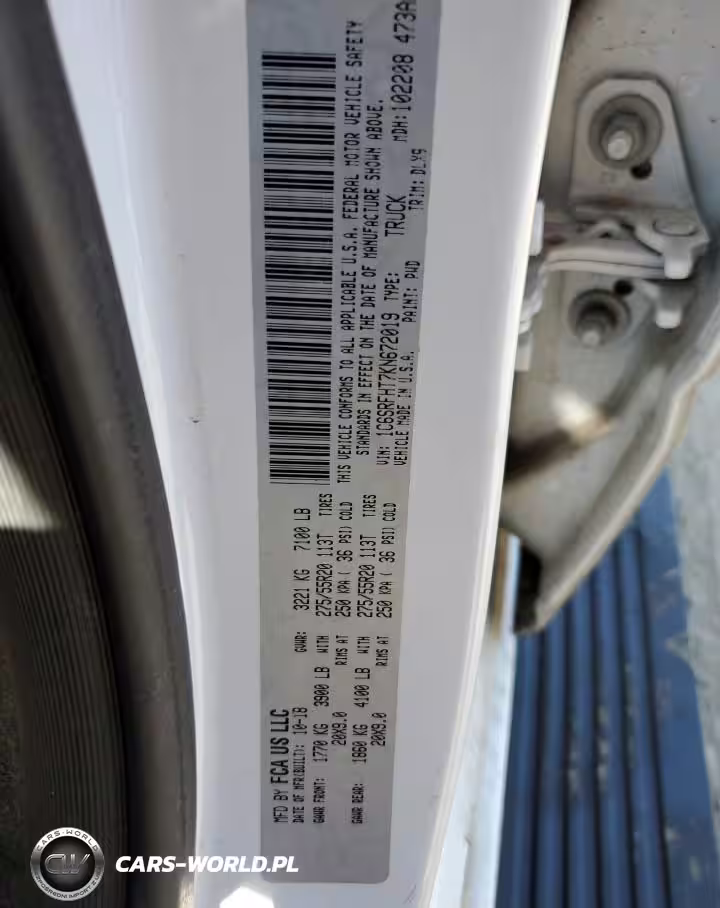 MFD BY FCA US LLC
DATE OF MFR(BUILT): 10-18 GVWR: 3221 KG 7100 LB
GAWR FRONT: 1770 KG 3900 LB WITH 275/55R20 113T TIRES
20X9.0 RIMS AT 250 KPA ( 36 PSI) COLD
GAWR REAR: 1860 KG 4100 LB WITH 275/55R20 113T TIRES
20X9.0 RIMS AT 250 KPA ( 36 PSI) COLD
THIS VEHICLE CONFORMS TO ALL APPLICABLE U.S.A. FEDERAL MOTOR VEHICLE SAFETY
STANDARDS IN EFFECT ON THE DATE OF MANUFACTURE SHOWN ABOVE.
VIN: 1C6SRFHT7KN672019 TYPE: TRUCK MDH: 102208 473A
VEHICLE MADE IN U.S.A. PAINT: PWD TRIM: DLX9
CARS-WORLD
CW
CARS-WORLD.PL